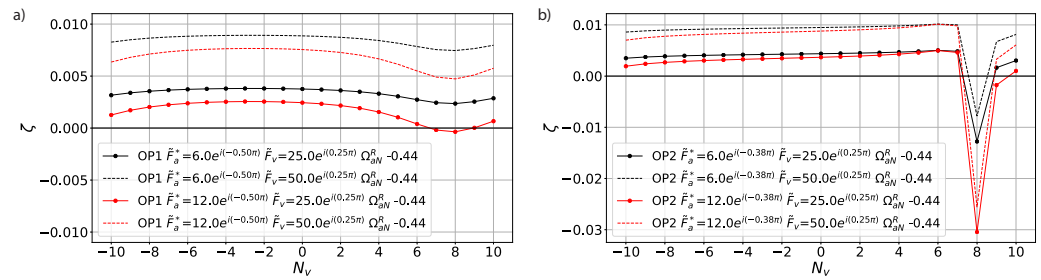 a)
0.010
0.005
0.000
−0.005
−0.010
ζ
OP1 F̃*ₐ=6.0e^{i(−0.50π)} F̃ᵥ=25.0e^{i(0.25π)} Ω^R_{aN} -0.44
OP1 F̃*ₐ=6.0e^{i(−0.50π)} F̃ᵥ=50.0e^{i(0.25π)} Ω^R_{aN} -0.44
OP1 F̃*ₐ=12.0e^{i(−0.50π)} F̃ᵥ=25.0e^{i(0.25π)} Ω^R_{aN} -0.44
OP1 F̃*ₐ=12.0e^{i(−0.50π)} F̃ᵥ=50.0e^{i(0.25π)} Ω^R_{aN} -0.44
−10 −8 −6 −4 −2 0 2 4 6 8 10
Nᵥ
b)
0.010
0.000
−0.010
−0.020
−0.030
ζ
OP2 F̃*ₐ=6.0e^{i(−0.38π)} F̃ᵥ=25.0e^{i(0.25π)} Ω^R_{aN} -0.44
OP2 F̃*ₐ=6.0e^{i(−0.38π)} F̃ᵥ=50.0e^{i(0.25π)} Ω^R_{aN} -0.44
OP2 F̃*ₐ=12.0e^{i(−0.38π)} F̃ᵥ=25.0e^{i(0.25π)} Ω^R_{aN} -0.44
OP2 F̃*ₐ=12.0e^{i(−0.38π)} F̃ᵥ=50.0e^{i(0.25π)} Ω^R_{aN} -0.44
−10 −8 −6 −4 −2 0 2 4 6 8 10
Nᵥ